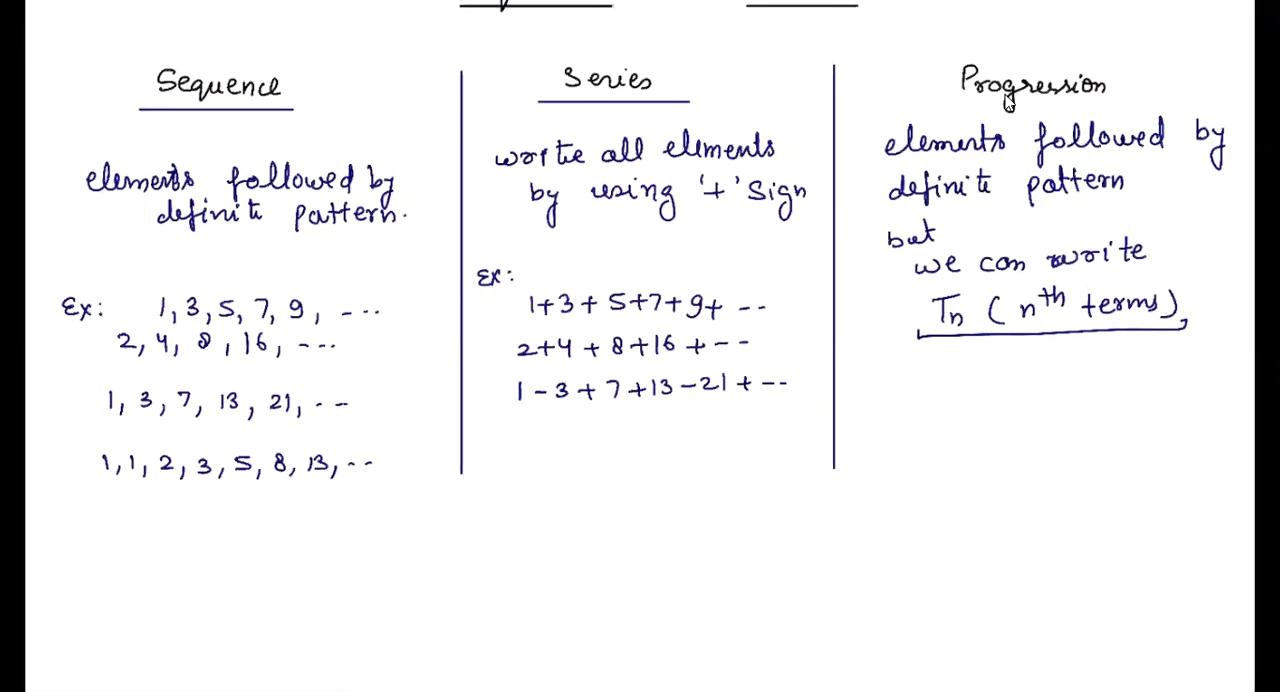 Sequence
elements followed by
definite pattern.
Ex: 1, 3, 5, 7, 9, ----
2, 4, 8, 16, ----
1, 3, 7, 13, 21, ---
1, 1, 2, 3, 5, 8, 13, ---
Series
write all elements
by using '+' sign
Ex:
1+3+5+7+9+ ---
2+4+8+16+ ---
1-3+7+13-21+ ---
Progression
elements followed by
definite pattern
but
we can write
Tn (nth terms),